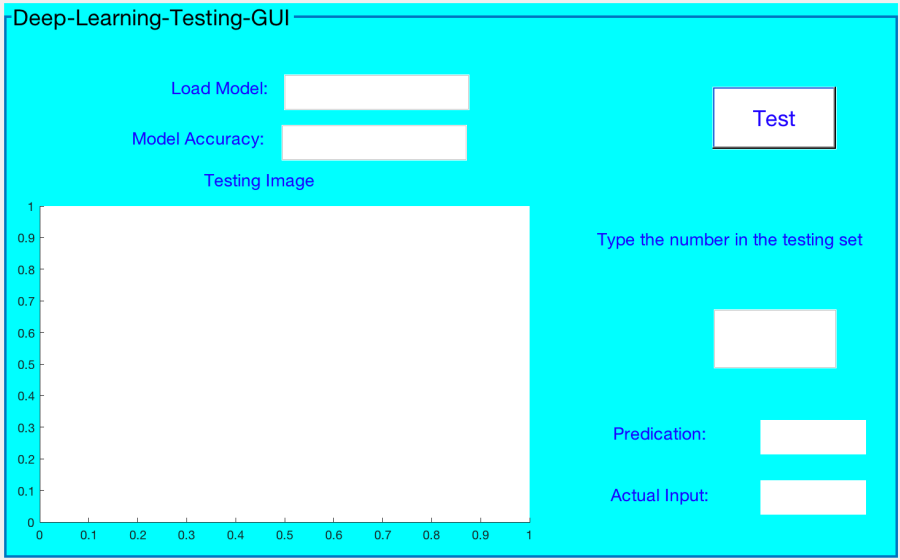 Deep-Learning-Testing-GUI
Load Model:
Model Accuracy:
Test
Testing Image
1
0.9
0.8
0.7
0.6
0.5
0.4
0.3
0.2
0.1
0
0 0.1 0.2 0.3 0.4 0.5 0.6 0.7 0.8 0.9 1
Type the number in the testing set
Predication:
Actual Input: